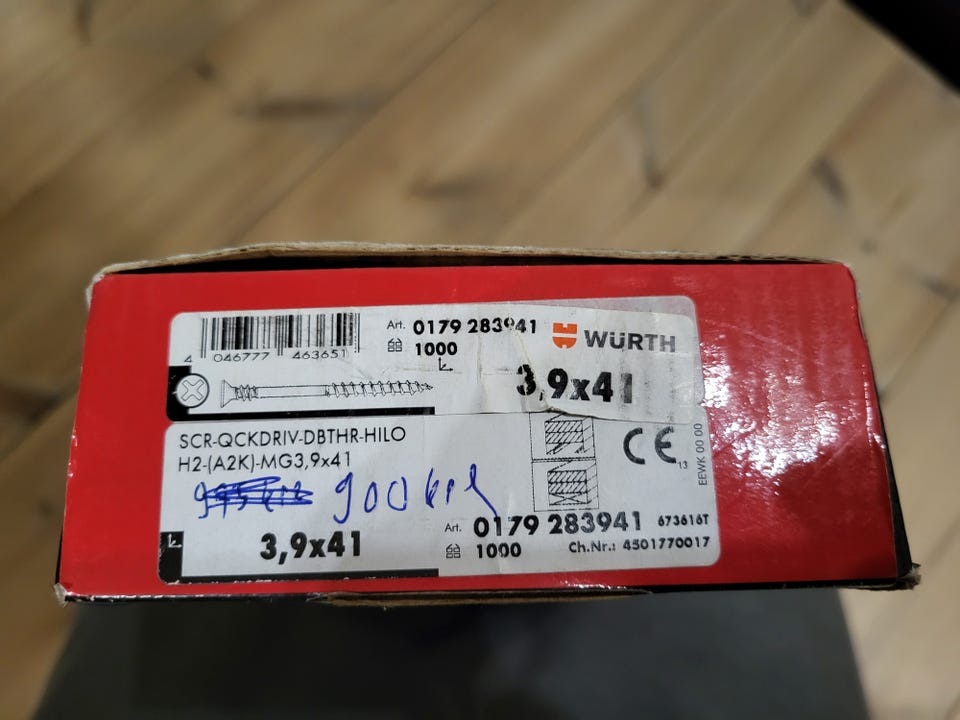 4 046777 463651
Art. 0179 283941
1000
WÜRTH
3,9x41
SCR-QCKDRIV-DBTHR-HILO
H2-(A2K)-MG3,9x41
900
3,9x41
CE
13
EEWK 00 00
Art. 0179 283941 673616T
1000 Ch.Nr.: 4501770017